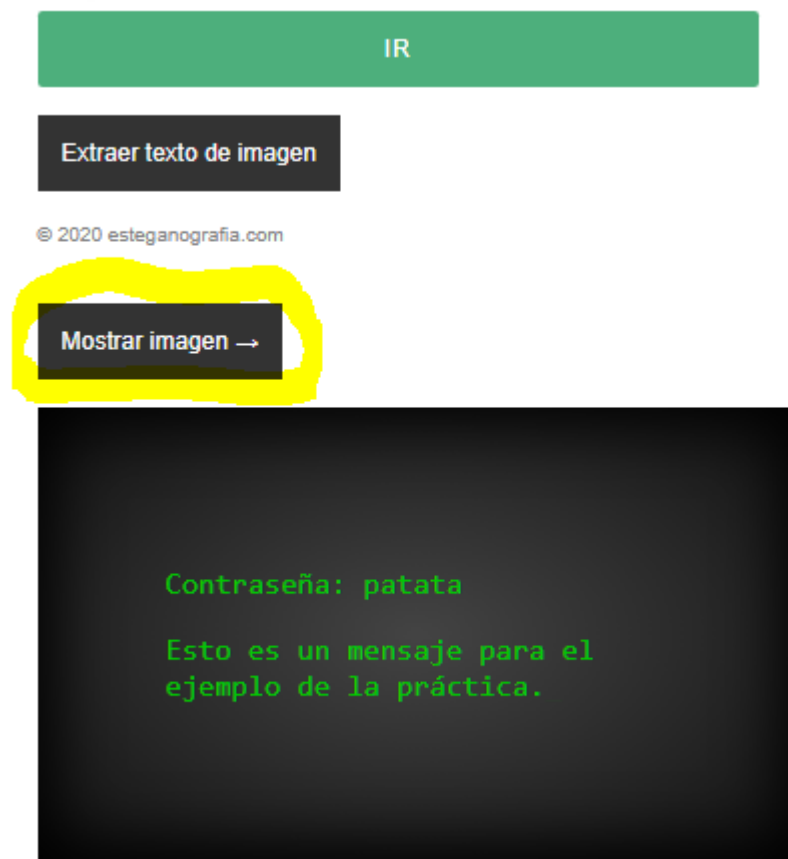 IR
Extraer texto de imagen
© 2020 esteganografia.com
Mostrar imagen →
Contraseña: patata
Esto es un mensaje para el
ejemplo de la práctica.